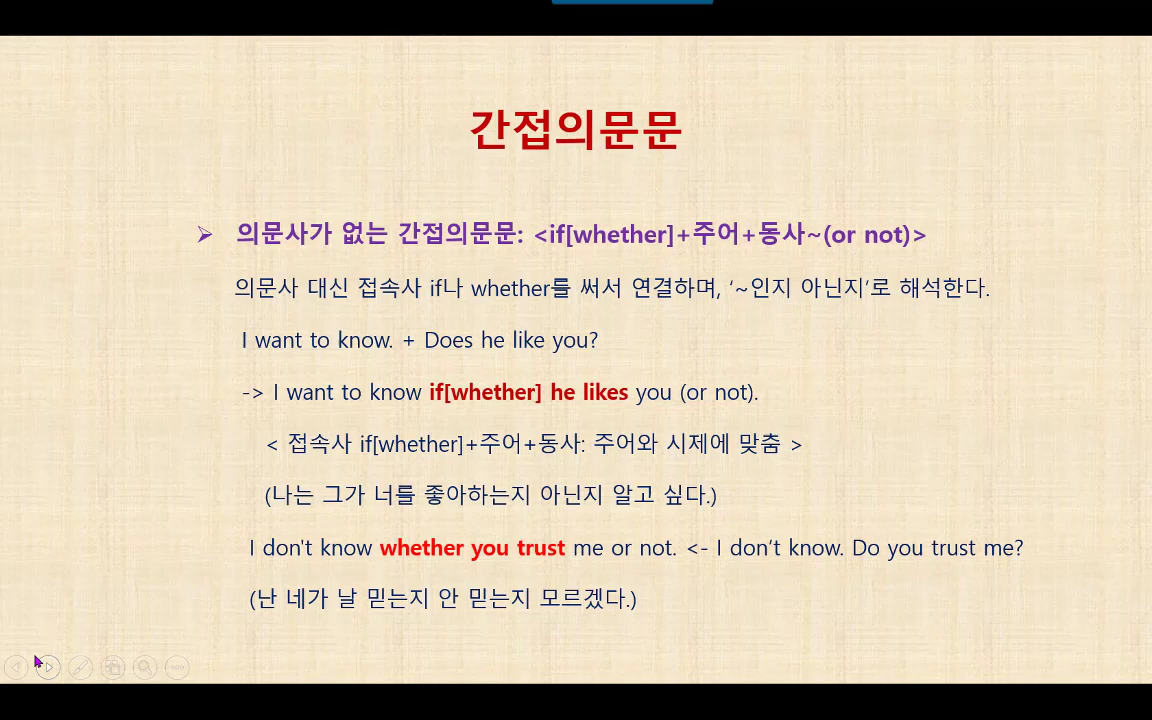 간접의문문
의문사가 없는 간접의문문: <if[whether]+주어+동사~(or not)>
의문사 대신 접속사 if나 whether를 써서 연결하며, ‘~인지 아닌지’로 해석한다.
I want to know. + Does he like you?
-> I want to know if[whether] he likes you (or not).
< 접속사 if[whether]+주어+동사: 주어와 시제에 맞춤 >
(나는 그가 너를 좋아하는지 아닌지 알고 싶다.)
I don't know whether you trust me or not. <- I don’t know. Do you trust me?
(난 네가 날 믿는지 안 믿는지 모르겠다.)